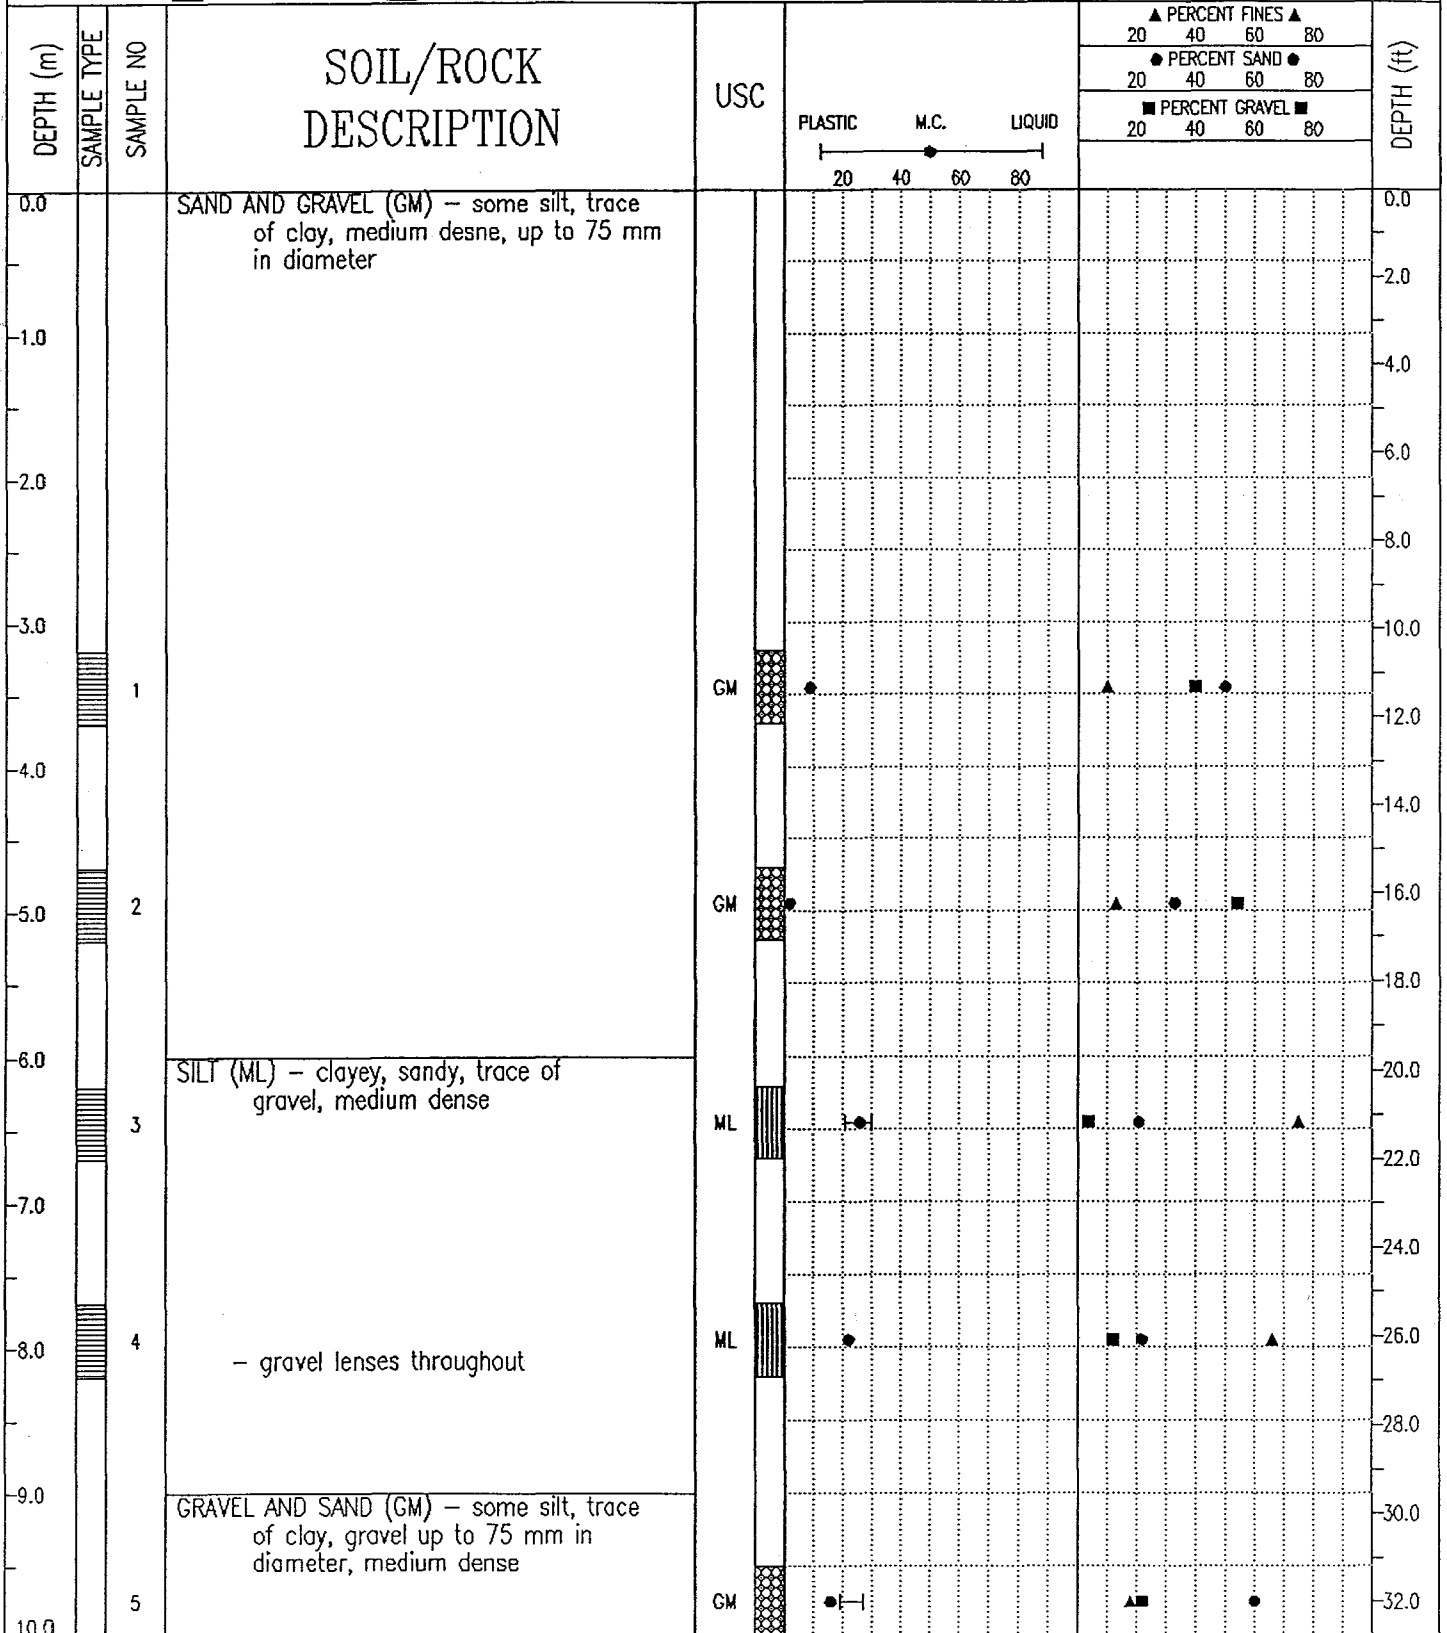 DEPTH (m)
SAMPLE TYPE
SAMPLE NO
SOIL/ROCK
DESCRIPTION
USC
PLASTIC M.C. LIQUID
20 40 60 80
▲ PERCENT FINES ▲
20 40 60 80
● PERCENT SAND ●
20 40 60 80
■ PERCENT GRAVEL ■
20 40 60 80
DEPTH (ft)
0.0
SAND AND GRAVEL (GM) – some silt, trace
of clay, medium desne, up to 75 mm
in diameter
0.0
-2.0
-1.0
-4.0
-6.0
-2.0
-8.0
-3.0
-10.0
1
GM
-12.0
-4.0
-14.0
-16.0
-5.0
2
GM
-18.0
-6.0
SILT (ML) – clayey, sandy, trace of
gravel, medium dense
-20.0
3
ML
-22.0
-7.0
-24.0
-26.0
4
ML
-8.0
– gravel lenses throughout
-28.0
-9.0
GRAVEL AND SAND (GM) – some silt, trace
of clay, gravel up to 75 mm in
diameter, medium dense
-30.0
5
GM
-32.0
10.0